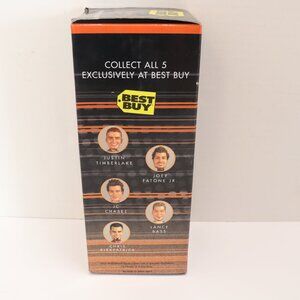 COLLECT ALL 5
EXCLUSIVELY AT BEST BUY
BEST
BUY
JUSTIN
TIMBERLAKE
JOEY
FATONE JR
JC
CHASEZ
LANCE
BASS
CHRIS
KIRKPATRICK